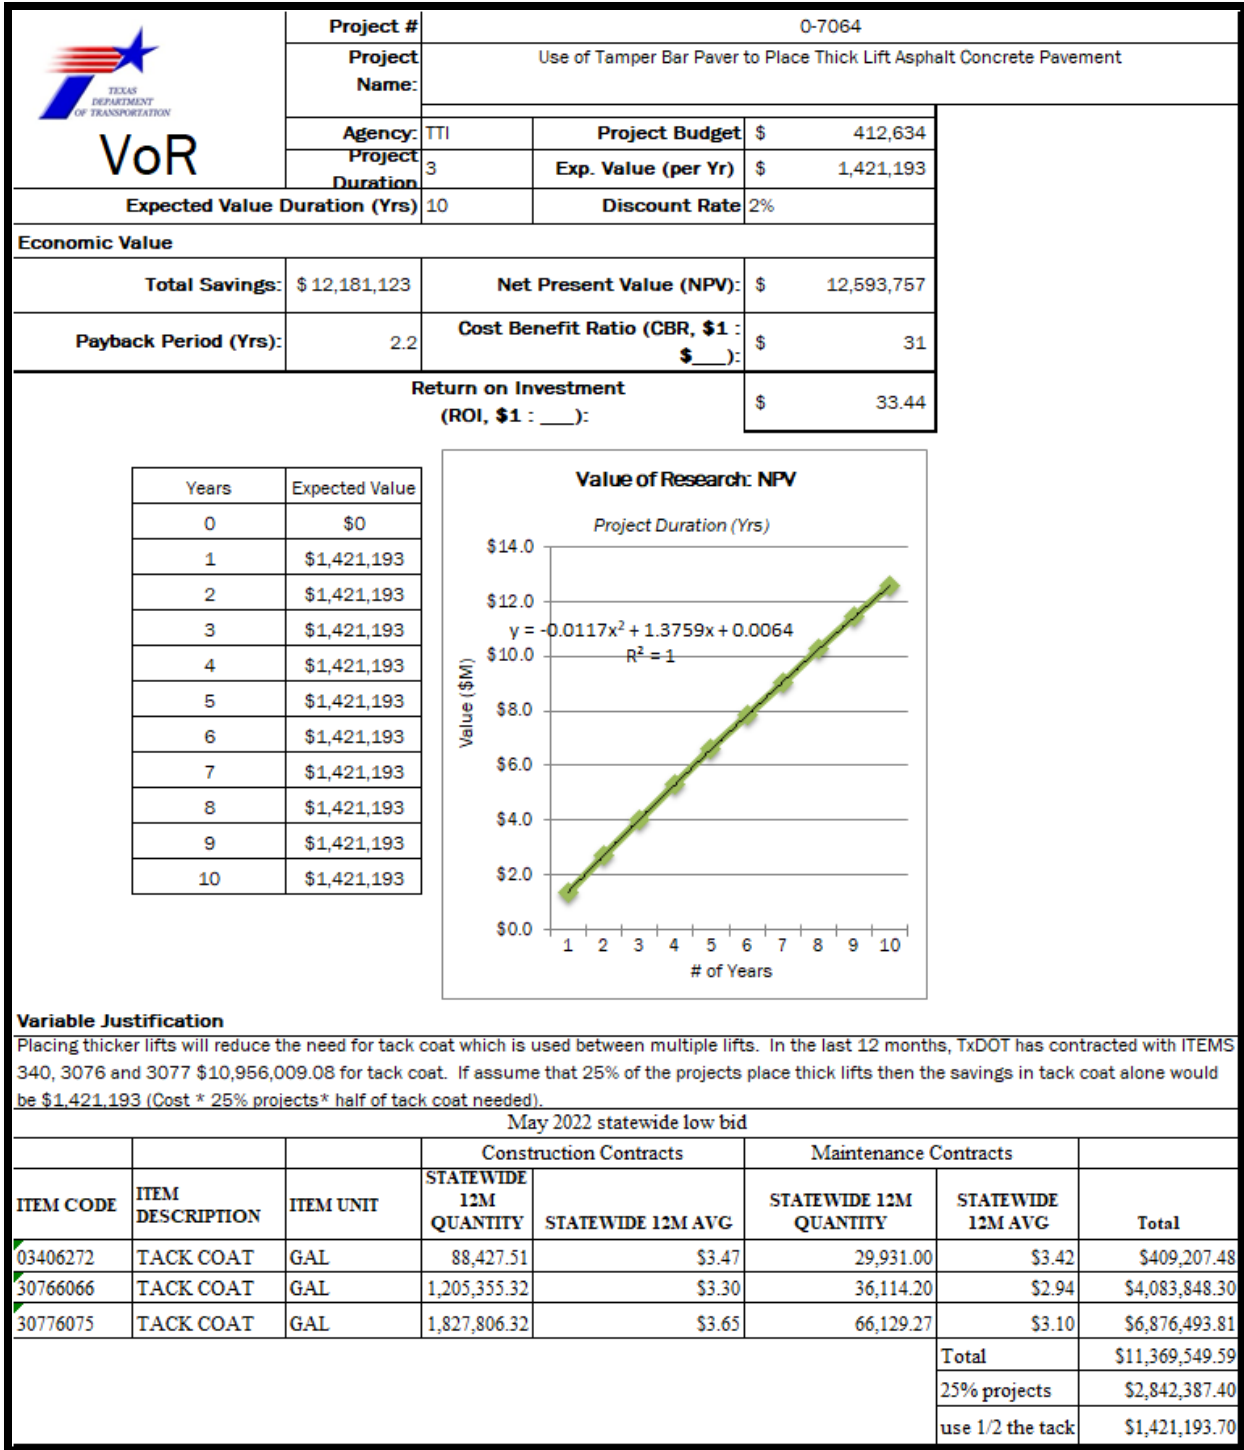 TEXAS
DEPARTMENT
OF TRANSPORTATION
VoR
Project # 0-7064
Project Name: Use of Tamper Bar Paver to Place Thick Lift Asphalt Concrete Pavement
Agency: TTI Project Budget $ 412,634
Project Duration 3 Exp. Value (per Yr) $ 1,421,193
Expected Value Duration (Yrs) 10 Discount Rate 2%
Economic Value
Total Savings: $ 12,181,123 Net Present Value (NPV): $ 12,593,757
Payback Period (Yrs): 2.2 Cost Benefit Ratio (CBR, $1 : $___): $ 31
Return on Investment (ROI, $1 : ___): $ 33.44
Years Expected Value
0 $0
1 $1,421,193
2 $1,421,193
3 $1,421,193
4 $1,421,193
5 $1,421,193
6 $1,421,193
7 $1,421,193
8 $1,421,193
9 $1,421,193
10 $1,421,193
Value of Research: NPV
Project Duration (Yrs)
$14.0
$12.0
y = -0.0117x² + 1.3759x + 0.0064
R² = 1
$10.0
$8.0
$6.0
$4.0
$2.0
$0.0
Value ($M)
1 2 3 4 5 6 7 8 9 10
# of Years
Variable Justification
Placing thicker lifts will reduce the need for tack coat which is used between multiple lifts. In the last 12 months, TxDOT has contracted with ITEMS
340, 3076 and 3077 $10,956,009.08 for tack coat. If assume that 25% of the projects place thick lifts then the savings in tack coat alone would
be $1,421,193 (Cost * 25% projects* half of tack coat needed).
May 2022 statewide low bid
Construction Contracts Maintenance Contracts
ITEM CODE ITEM DESCRIPTION ITEM UNIT STATEWIDE 12M QUANTITY STATEWIDE 12M AVG STATEWIDE 12M QUANTITY STATEWIDE 12M AVG Total
03406272 TACK COAT GAL 88,427.51 $3.47 29,931.00 $3.42 $409,207.48
30766066 TACK COAT GAL 1,205,355.32 $3.30 36,114.20 $2.94 $4,083,848.30
30776075 TACK COAT GAL 1,827,806.32 $3.65 66,129.27 $3.10 $6,876,493.81
Total $11,369,549.59
25% projects $2,842,387.40
use 1/2 the tack $1,421,193.70